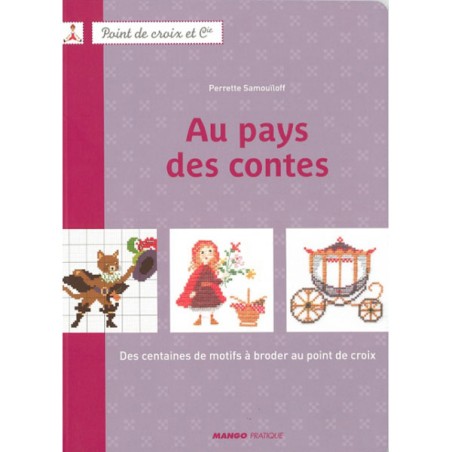 Point de croix et Cie
Perrette Samouïloff
Au pays
des contes
Des centaines de motifs à broder au point de croix
MANGO PRATIQUE